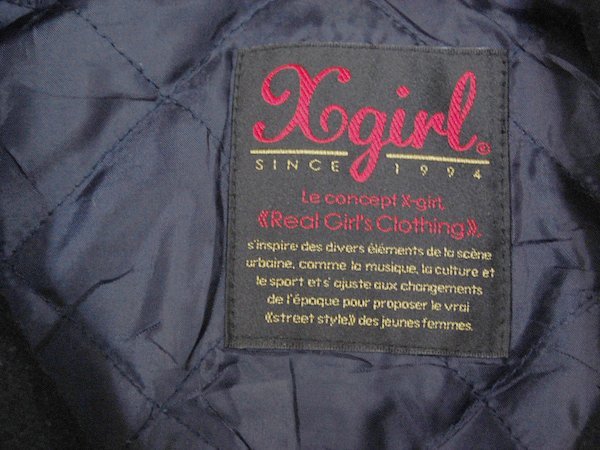 Xgirl®
SINCE 1994
Le concept X-girl,
《Real Girl's Clothing》,
s'inspire des divers éléments de la scène
urbaine, comme la musique, la culture et
le sport et s' ajuste aux changements
de l'époque pour proposer le vrai
《street style》 des jeunes femmes.